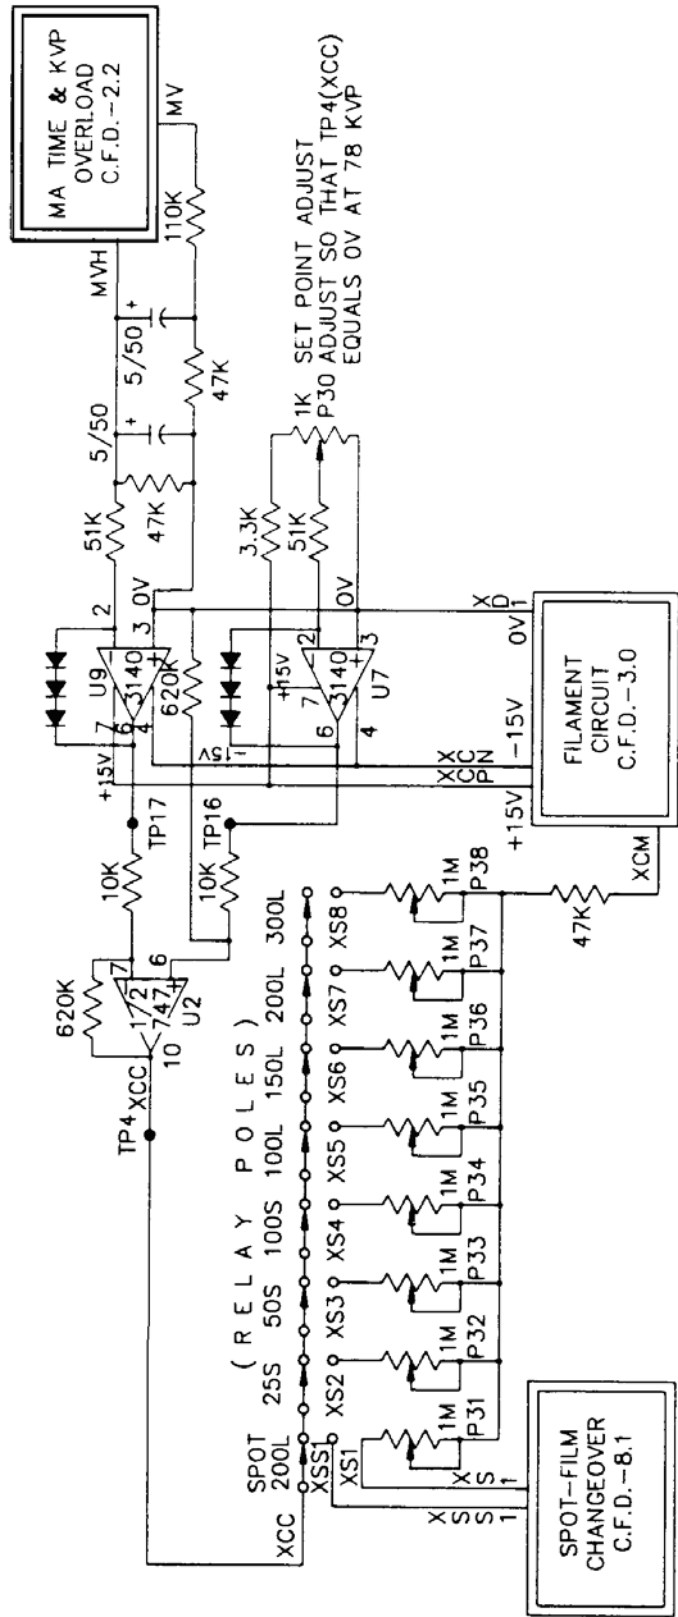 MA TIME & KVP
OVERLOAD
C.F.D.-2.2
MVH
MV
5/50
+
5/50
+
110K
47K
47K
51K
2
3
0V
U9
3140
7
6
4
+15V
-15V
620K
TP17
10K
TP16
10K
620K
7
6
1/2
747
U2
10
XCC
TP4
1K SET POINT ADJUST
P30 ADJUST SO THAT TP4(XCC)
EQUALS 0V AT 78 KVP
3.3K
51K
0V
2
3
+15V
7
3140
U7
6
4
XD1
XCN
XCP
0V
-15V
+15V
FILAMENT
CIRCUIT
C.F.D.-3.0
XCM
47K
(RELAY POLES)
XCC
SPOT
200L
25S
50S
100S
100L
150L
200L
300L
XSS1
XS1
XS2
XS3
XS4
XS5
XS6
XS7
XS8
1M
1M
1M
1M
1M
1M
1M
1M
P31
P32
P33
P34
P35
P36
P37
P38
XSS1
XS1
SPOT-FILM
CHANGEOVER
C.F.D.-8.1